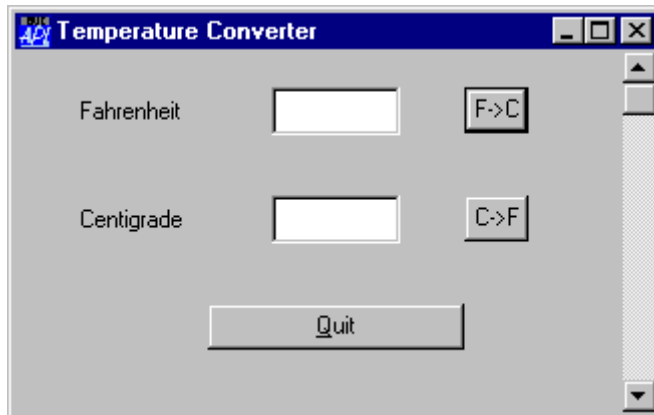 Temperature Converter
Fahrenheit F->C
Centigrade C->F
Quit